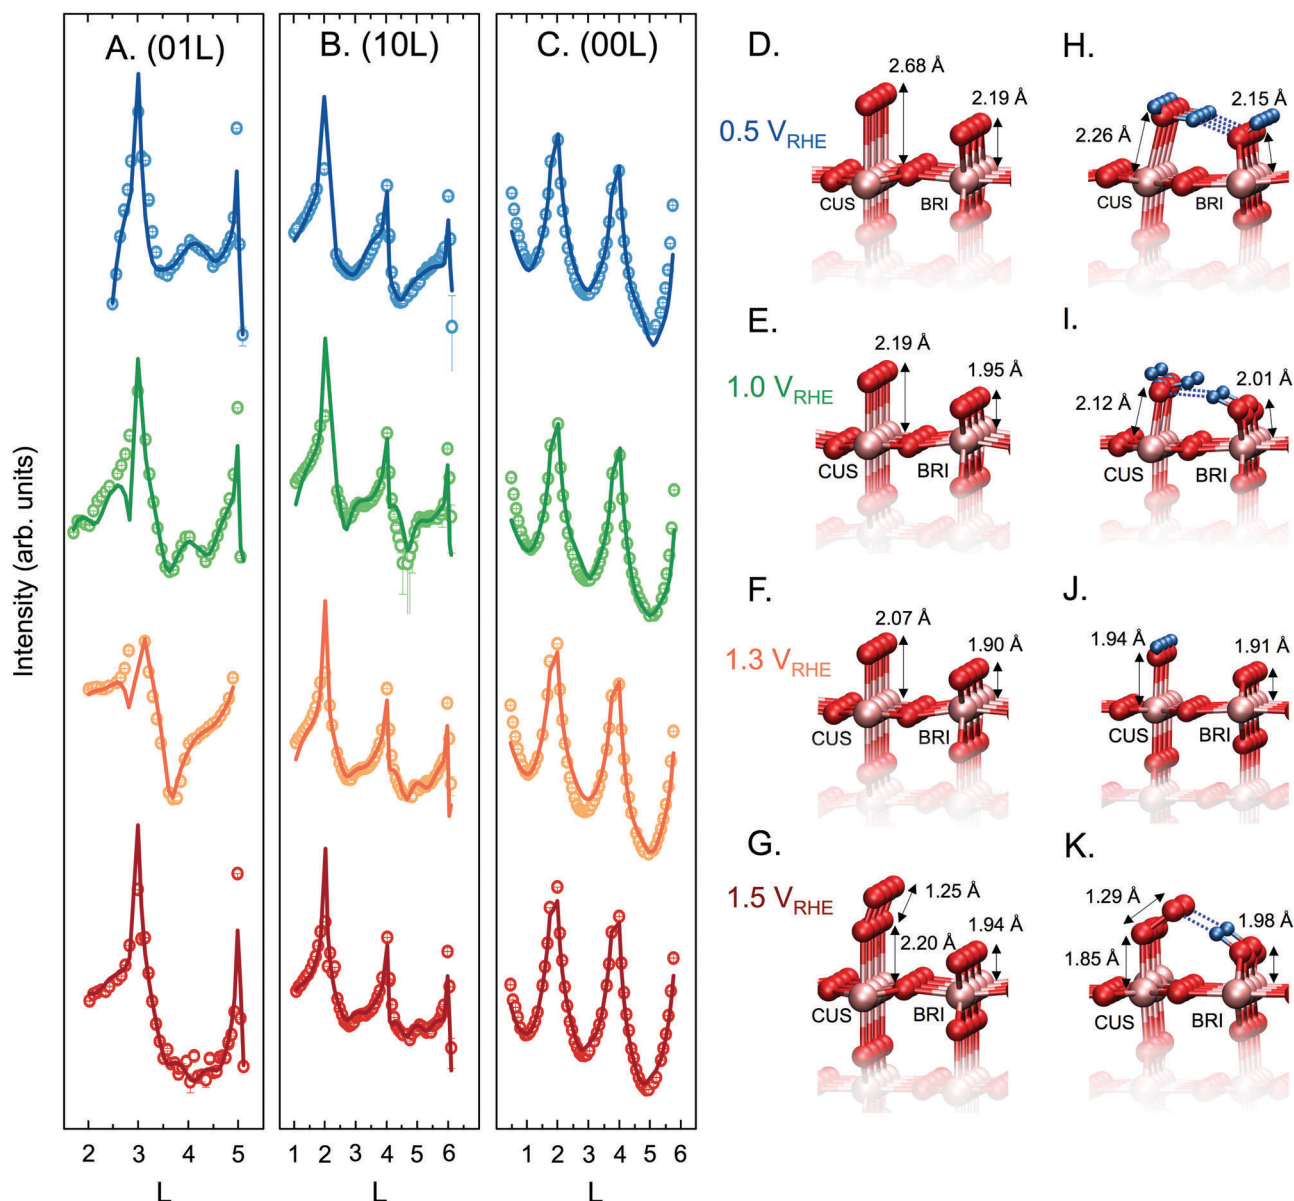 A. (01L)
B. (10L)
C. (00L)
Intensity (arb. units)
2 3 4 5
1 2 3 4 5 6
1 2 3 4 5 6
L
L
L
0.5 VRHE
1.0 VRHE
1.3 VRHE
1.5 VRHE
D.
2.68 Å
2.19 Å
CUS
BRI
H.
2.15 Å
2.26 Å
CUS
BRI
E.
2.19 Å
1.95 Å
CUS
BRI
I.
2.01 Å
2.12 Å
CUS
BRI
F.
2.07 Å
1.90 Å
CUS
BRI
J.
1.94 Å
1.91 Å
CUS
BRI
G.
1.25 Å
1.94 Å
2.20 Å
CUS
BRI
K.
1.29 Å
1.98 Å
1.85 Å
CUS
BRI